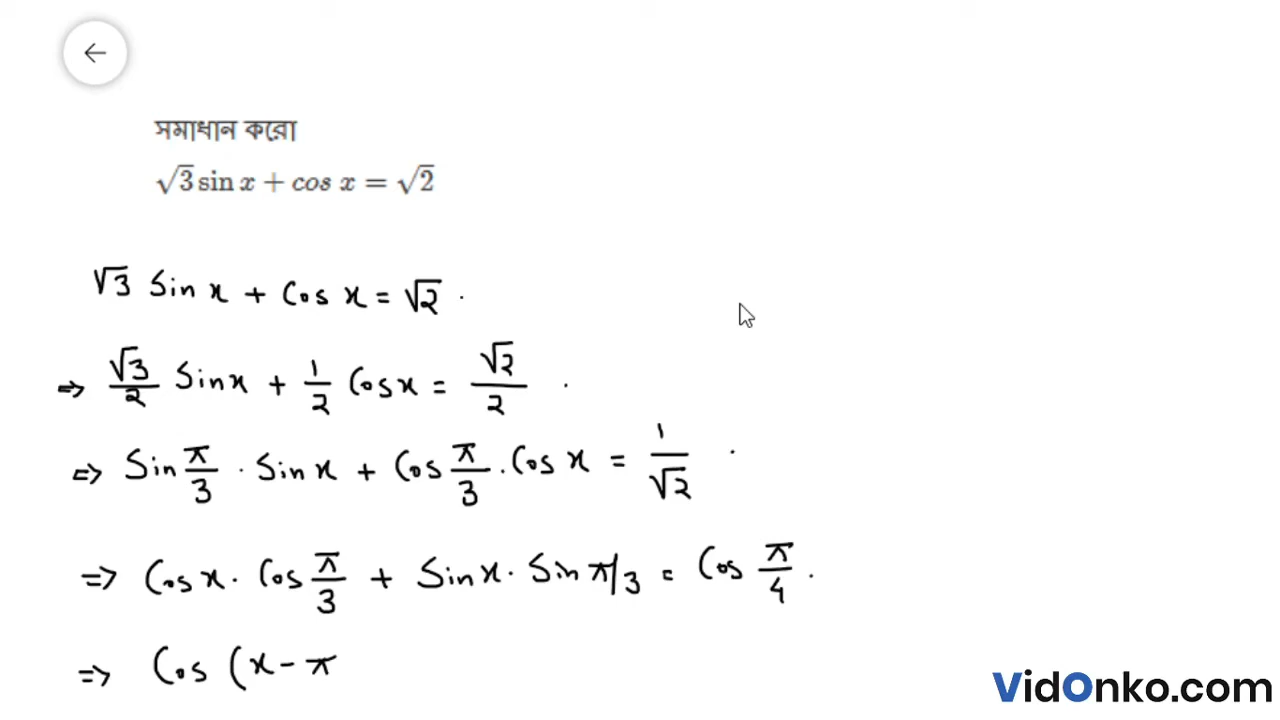 সমাধান করো
√3 sin x + cos x = √2
√3 Sin x + Cos x = √2 .
=> √3/2 Sin x + 1/2 Cos x = √2/2 .
=> Sin π/3 . Sin x + Cos π/3 . Cos x = 1/√2 .
=> Cos x . Cos π/3 + Sin x . Sin π/3 = Cos π/4 .
=> Cos (x - π
VidOnko.com